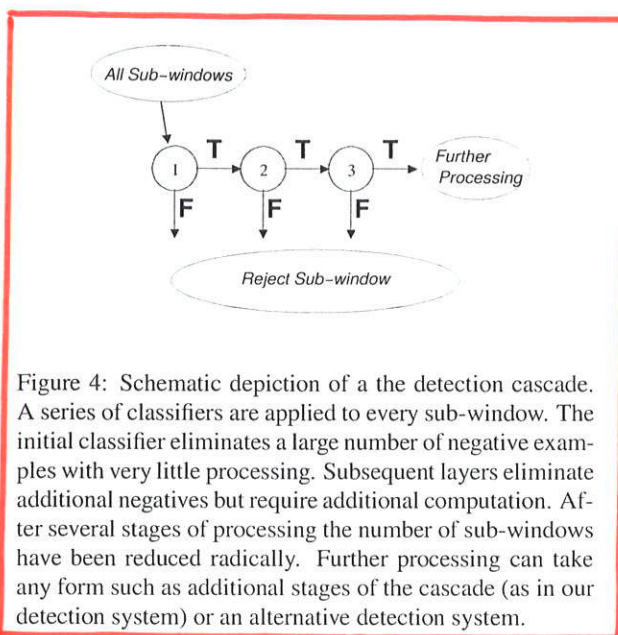 All Sub-windows
T T T
1 2 3 Further
Processing
F F F
Reject Sub-window
Figure 4: Schematic depiction of a the detection cascade.
A series of classifiers are applied to every sub-window. The
initial classifier eliminates a large number of negative exam-
ples with very little processing. Subsequent layers eliminate
additional negatives but require additional computation. Af-
ter several stages of processing the number of sub-windows
have been reduced radically. Further processing can take
any form such as additional stages of the cascade (as in our
detection system) or an alternative detection system.